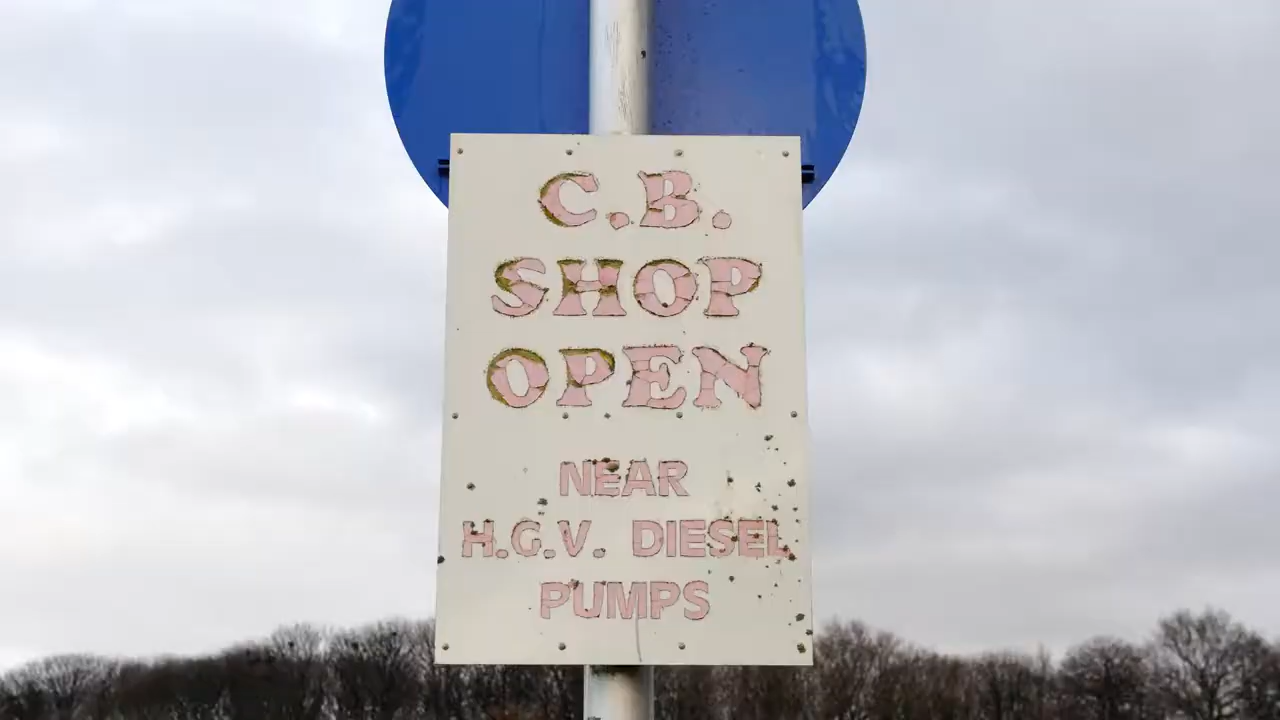 C.B.
SHOP
OPEN
NEAR
H.G.V. DIESEL
PUMPS